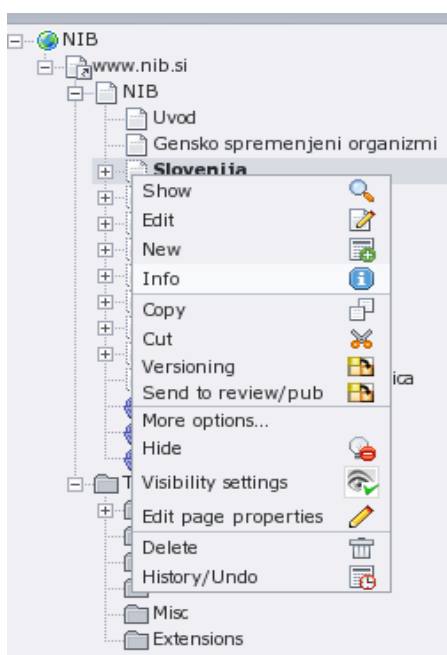 NIB
www.nib.si
NIB
Uvod
Gensko spremenjeni organizmi
Slovenija
Show
Edit
New
Info
Copy
Cut
Versioning
Send to review/pub
ica
More options...
Hide
T
Visibility settings
Edit page properties
Delete
History/Undo
Misc
Extensions